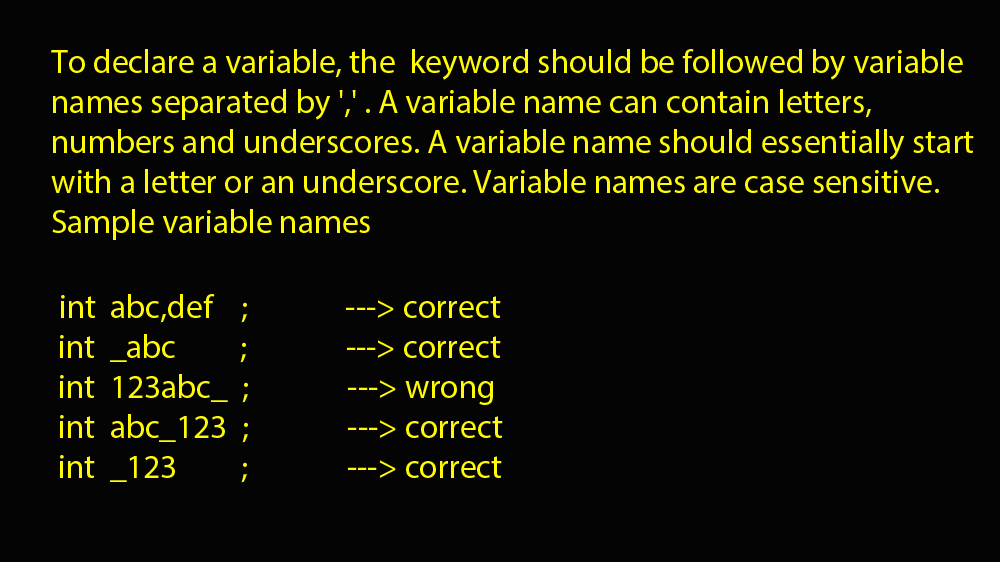 To declare a variable, the keyword should be followed by variable
names separated by ',' . A variable name can contain letters,
numbers and underscores. A variable name should essentially start
with a letter or an underscore. Variable names are case sensitive.
Sample variable names
int abc,def ; ---> correct
int _abc ; ---> correct
int 123abc_ ; ---> wrong
int abc_123 ; ---> correct
int _123 ; ---> correct